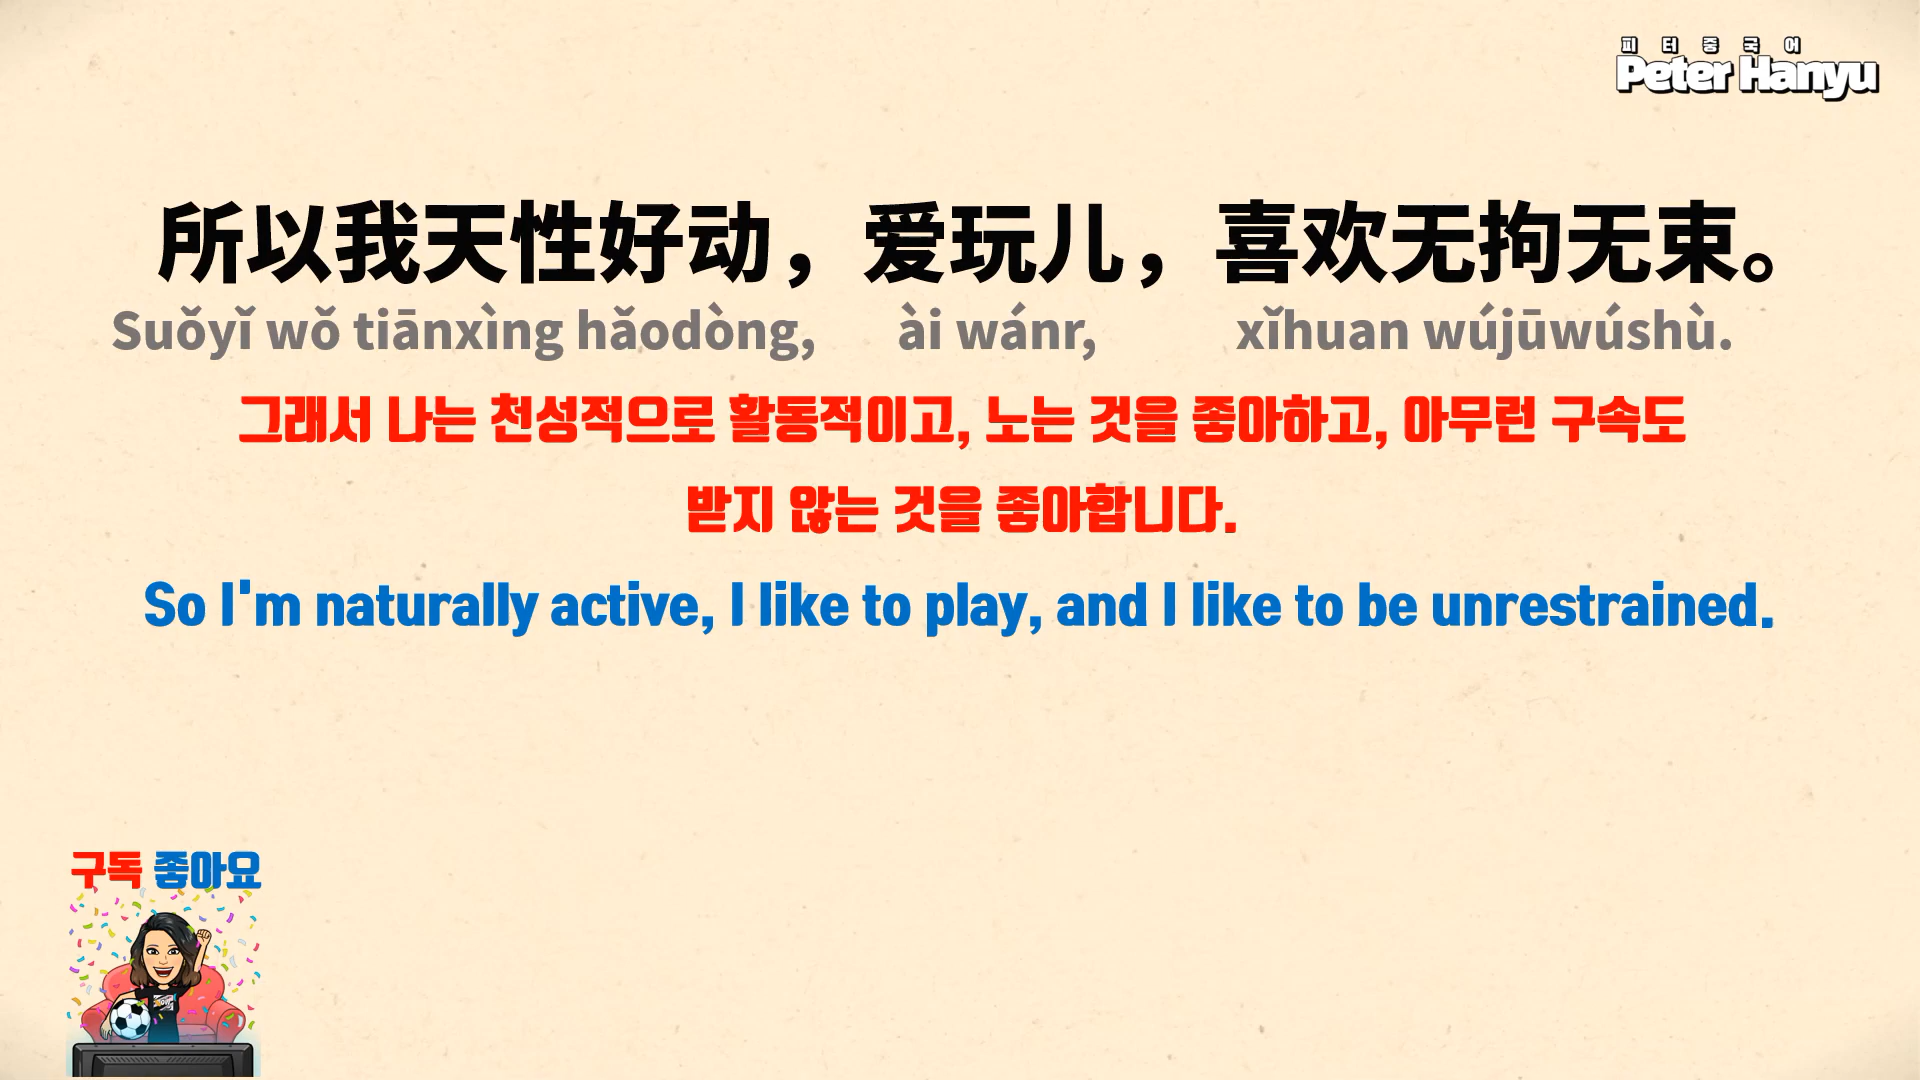 피터중국어
Peter Hanyu
所以我天性好动，爱玩儿，喜欢无拘无束。
Suǒyǐ wǒ tiānxìng hǎodòng, ài wánr, xǐhuan wújūwúshù.
그래서 나는 천성적으로 활동적이고, 노는 것을 좋아하고, 아무런 구속도
받지 않는 것을 좋아합니다.
So I'm naturally active, I like to play, and I like to be unrestrained.
구독 좋아요